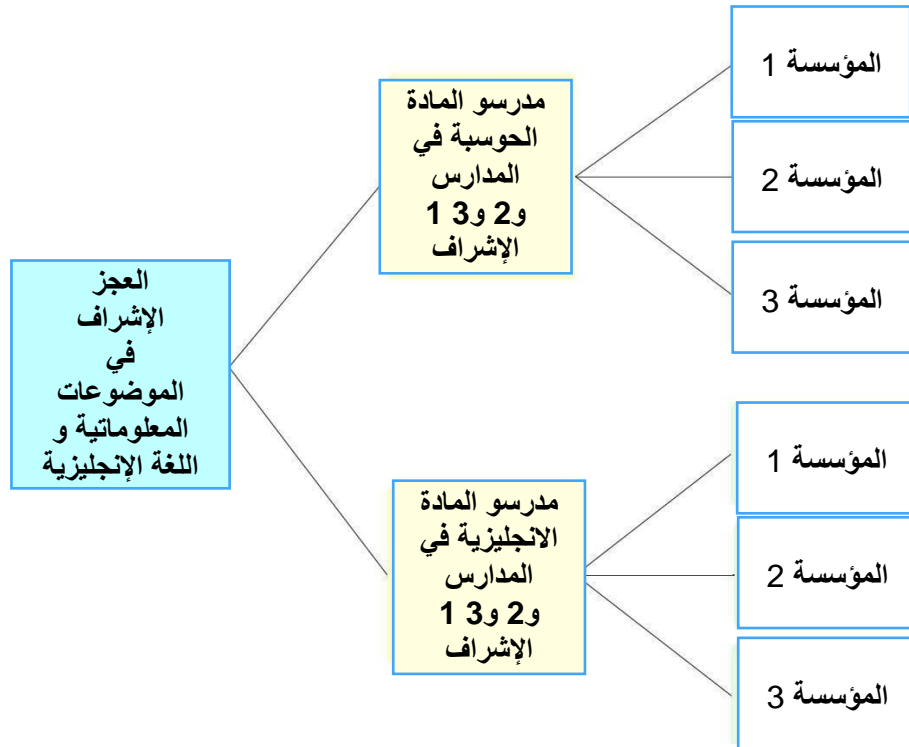 العجز
الإشراف
في
الموضوعات
المعلوماتية و
اللغة الإنجليزية
مدرسو المادة
الحوسبة في
المدارس
1 و2 و3
الإشراف
المؤسسة 1
المؤسسة 2
المؤسسة 3
مدرسو المادة
الانجليزية في
المدارس
1 و2 و3
الإشراف
المؤسسة 1
المؤسسة 2
المؤسسة 3